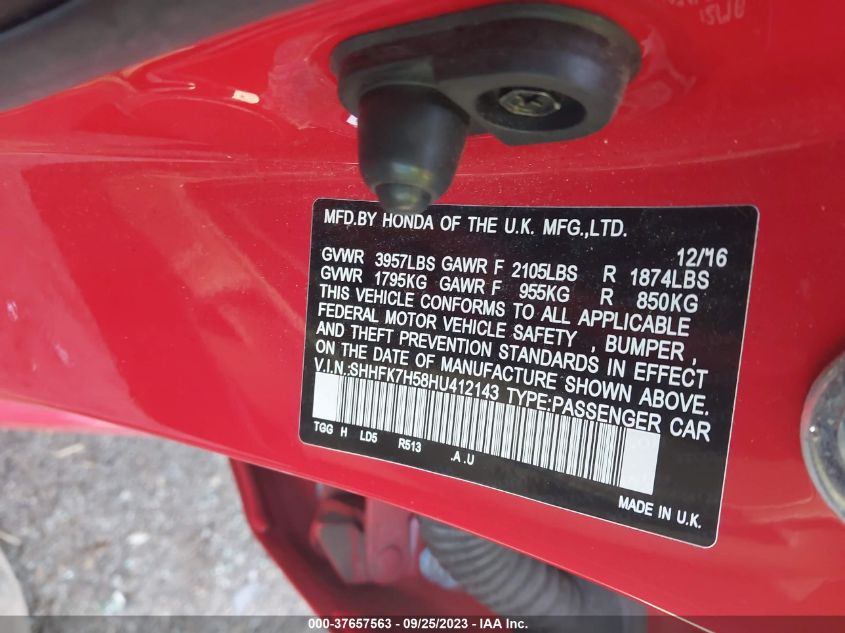 MFD.BY HONDA OF THE U.K. MFG.,LTD.
12/'16
GVWR 3957LBS GAWR F 2105LBS R 1874LBS
GVWR 1795KG GAWR F 955KG R 850KG
THIS VEHICLE CONFORMS TO ALL APPLICABLE
FEDERAL MOTOR VEHICLE SAFETY , BUMPER ,
AND THEFT PREVENTION STANDARDS IN EFFECT
ON THE DATE OF MANUFACTURE SHOWN ABOVE.
V.I.N.:SHHFK7H58HU412143 TYPE:PASSENGER CAR
TGG H LD5 R513 .A .U
MADE IN U.K.
000-37657563 - 09/25/2023 - IAA, Inc.